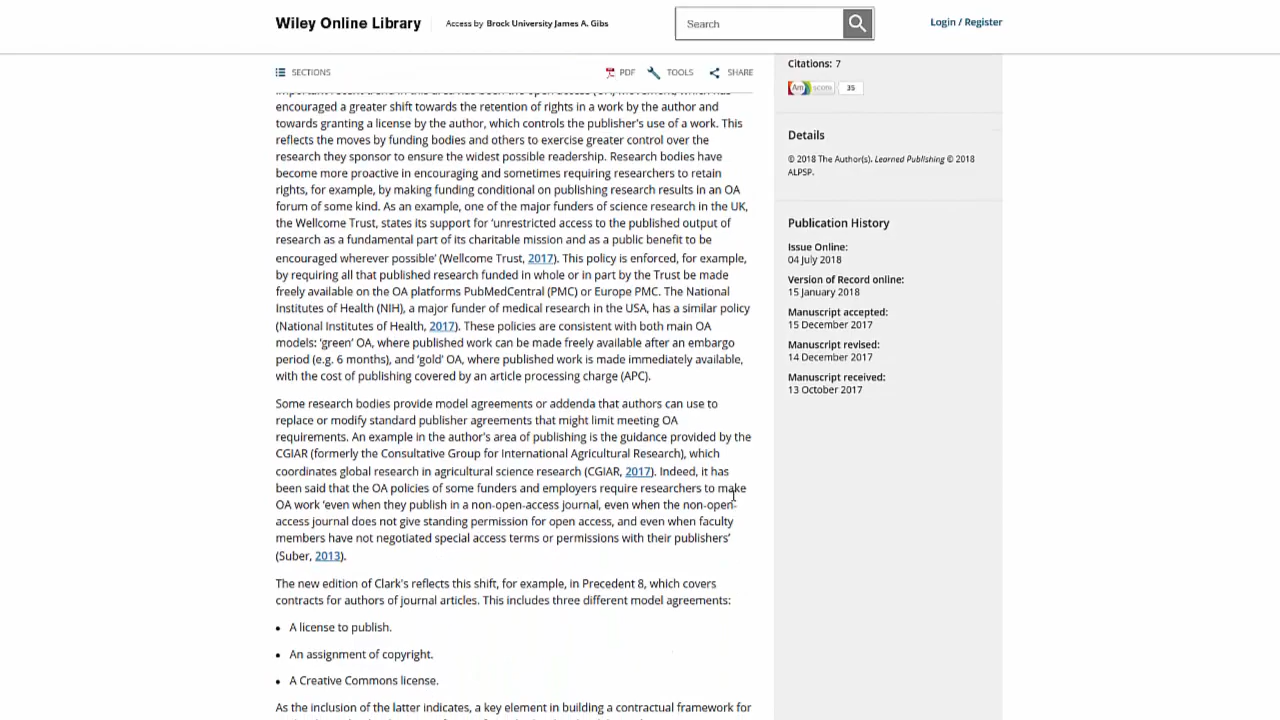 Wiley Online Library
Access by Brock University James A. Gibs
Search
Login / Register
SECTIONS
PDF
TOOLS
SHARE
encouraged a greater shift towards the retention of rights in a work by the author and
towards granting a license by the author, which controls the publisher's use of a work. This
reflects the moves by funding bodies and others to exercise greater control over the
research they sponsor to ensure the widest possible readership. Research bodies have
become more proactive in encouraging and sometimes requiring researchers to retain
rights, for example, by making funding conditional on publishing research results in an OA
forum of some kind. As an example, one of the major funders of science research in the UK,
the Wellcome Trust, states its support for 'unrestricted access to the published output of
research as a fundamental part of its charitable mission and as a public benefit to be
encouraged wherever possible' (Wellcome Trust, 2017). This policy is enforced, for example,
by requiring all that published research funded in whole or in part by the Trust be made
freely available on the OA platforms PubMedCentral (PMC) or Europe PMC. The National
Institutes of Health (NIH), a major funder of medical research in the USA, has a similar policy
(National Institutes of Health, 2017). These policies are consistent with both main OA
models: 'green' OA, where published work can be made freely available after an embargo
period (e.g. 6 months), and 'gold' OA, where published work is made immediately available,
with the cost of publishing covered by an article processing charge (APC).
Some research bodies provide model agreements or addenda that authors can use to
replace or modify standard publisher agreements that might limit meeting OA
requirements. An example in the author's area of publishing is the guidance provided by the
CGIAR (formerly the Consultative Group for International Agricultural Research), which
coordinates global research in agricultural science research (CGIAR, 2017). Indeed, it has
been said that the OA policies of some funders and employers require researchers to make
OA work 'even when they publish in a non-open-access journal, even when the non-open-
access journal does not give standing permission for open access, and even when faculty
members have not negotiated special access terms or permissions with their publishers'
(Suber, 2013).
The new edition of Clark's reflects this shift, for example, in Precedent 8, which covers
contracts for authors of journal articles. This includes three different model agreements:
• A license to publish.
• An assignment of copyright.
• A Creative Commons license.
As the inclusion of the latter indicates, a key element in building a contractual framework for
Citations: 7
Am score 35
Details
© 2018 The Author(s). Learned Publishing © 2018
ALPSP.
Publication History
Issue Online:
04 July 2018
Version of Record online:
15 January 2018
Manuscript accepted:
15 December 2017
Manuscript revised:
14 December 2017
Manuscript received:
13 October 2017